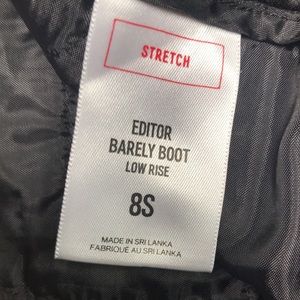 STRETCH
EDITOR
BARELY BOOT
LOW RISE
8S
MADE IN SRI LANKA
FABRIQUÉ AU SRI LANKA